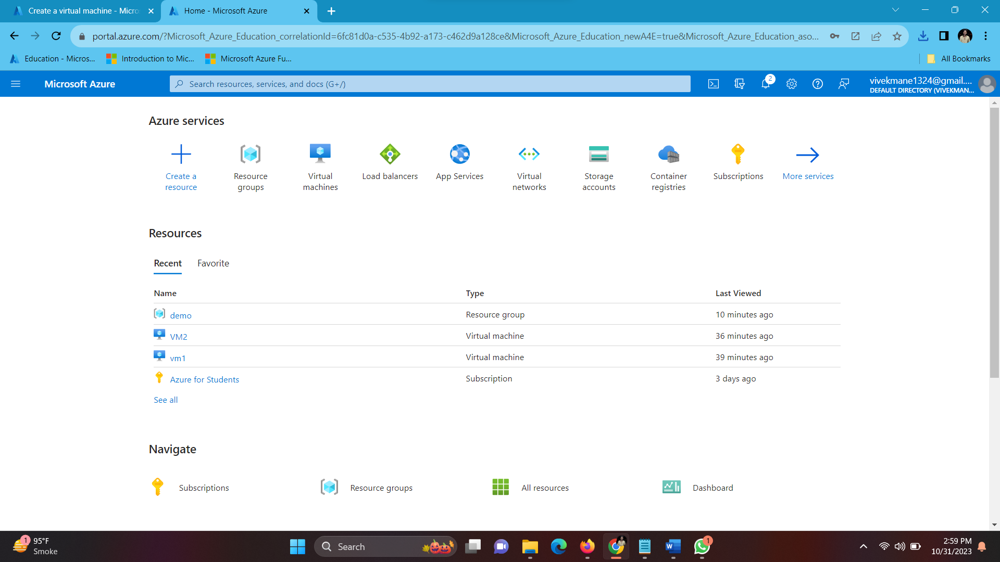 Create a virtual machine - Micro
Home - Microsoft Azure
portal.azure.com/?Microsoft_Azure_Education_correlationId=6fc81d0a-c535-4b92-a173-c462d9a128ce&Microsoft_Azure_Education_newA4E=true&Microsoft_Azure_Education_aso...
Education - Micros...
Introduction to Mic...
Microsoft Azure Fu...
All Bookmarks
Microsoft Azure
Search resources, services, and docs (G+/)
2
vivekmane1324@gmail....
DEFAULT DIRECTORY (VIVEKMAN...
Azure services
Create a
resource
Resource
groups
Virtual
machines
Load balancers
App Services
Virtual
networks
Storage
accounts
Container
registries
Subscriptions
More services
Resources
Recent
Favorite
Name
Type
Last Viewed
demo
Resource group
10 minutes ago
VM2
Virtual machine
36 minutes ago
vm1
Virtual machine
39 minutes ago
Azure for Students
Subscription
3 days ago
See all
Navigate
Subscriptions
Resource groups
All resources
Dashboard
1
95°F
Smoke
Search
W
1
2:59 PM
10/31/2023